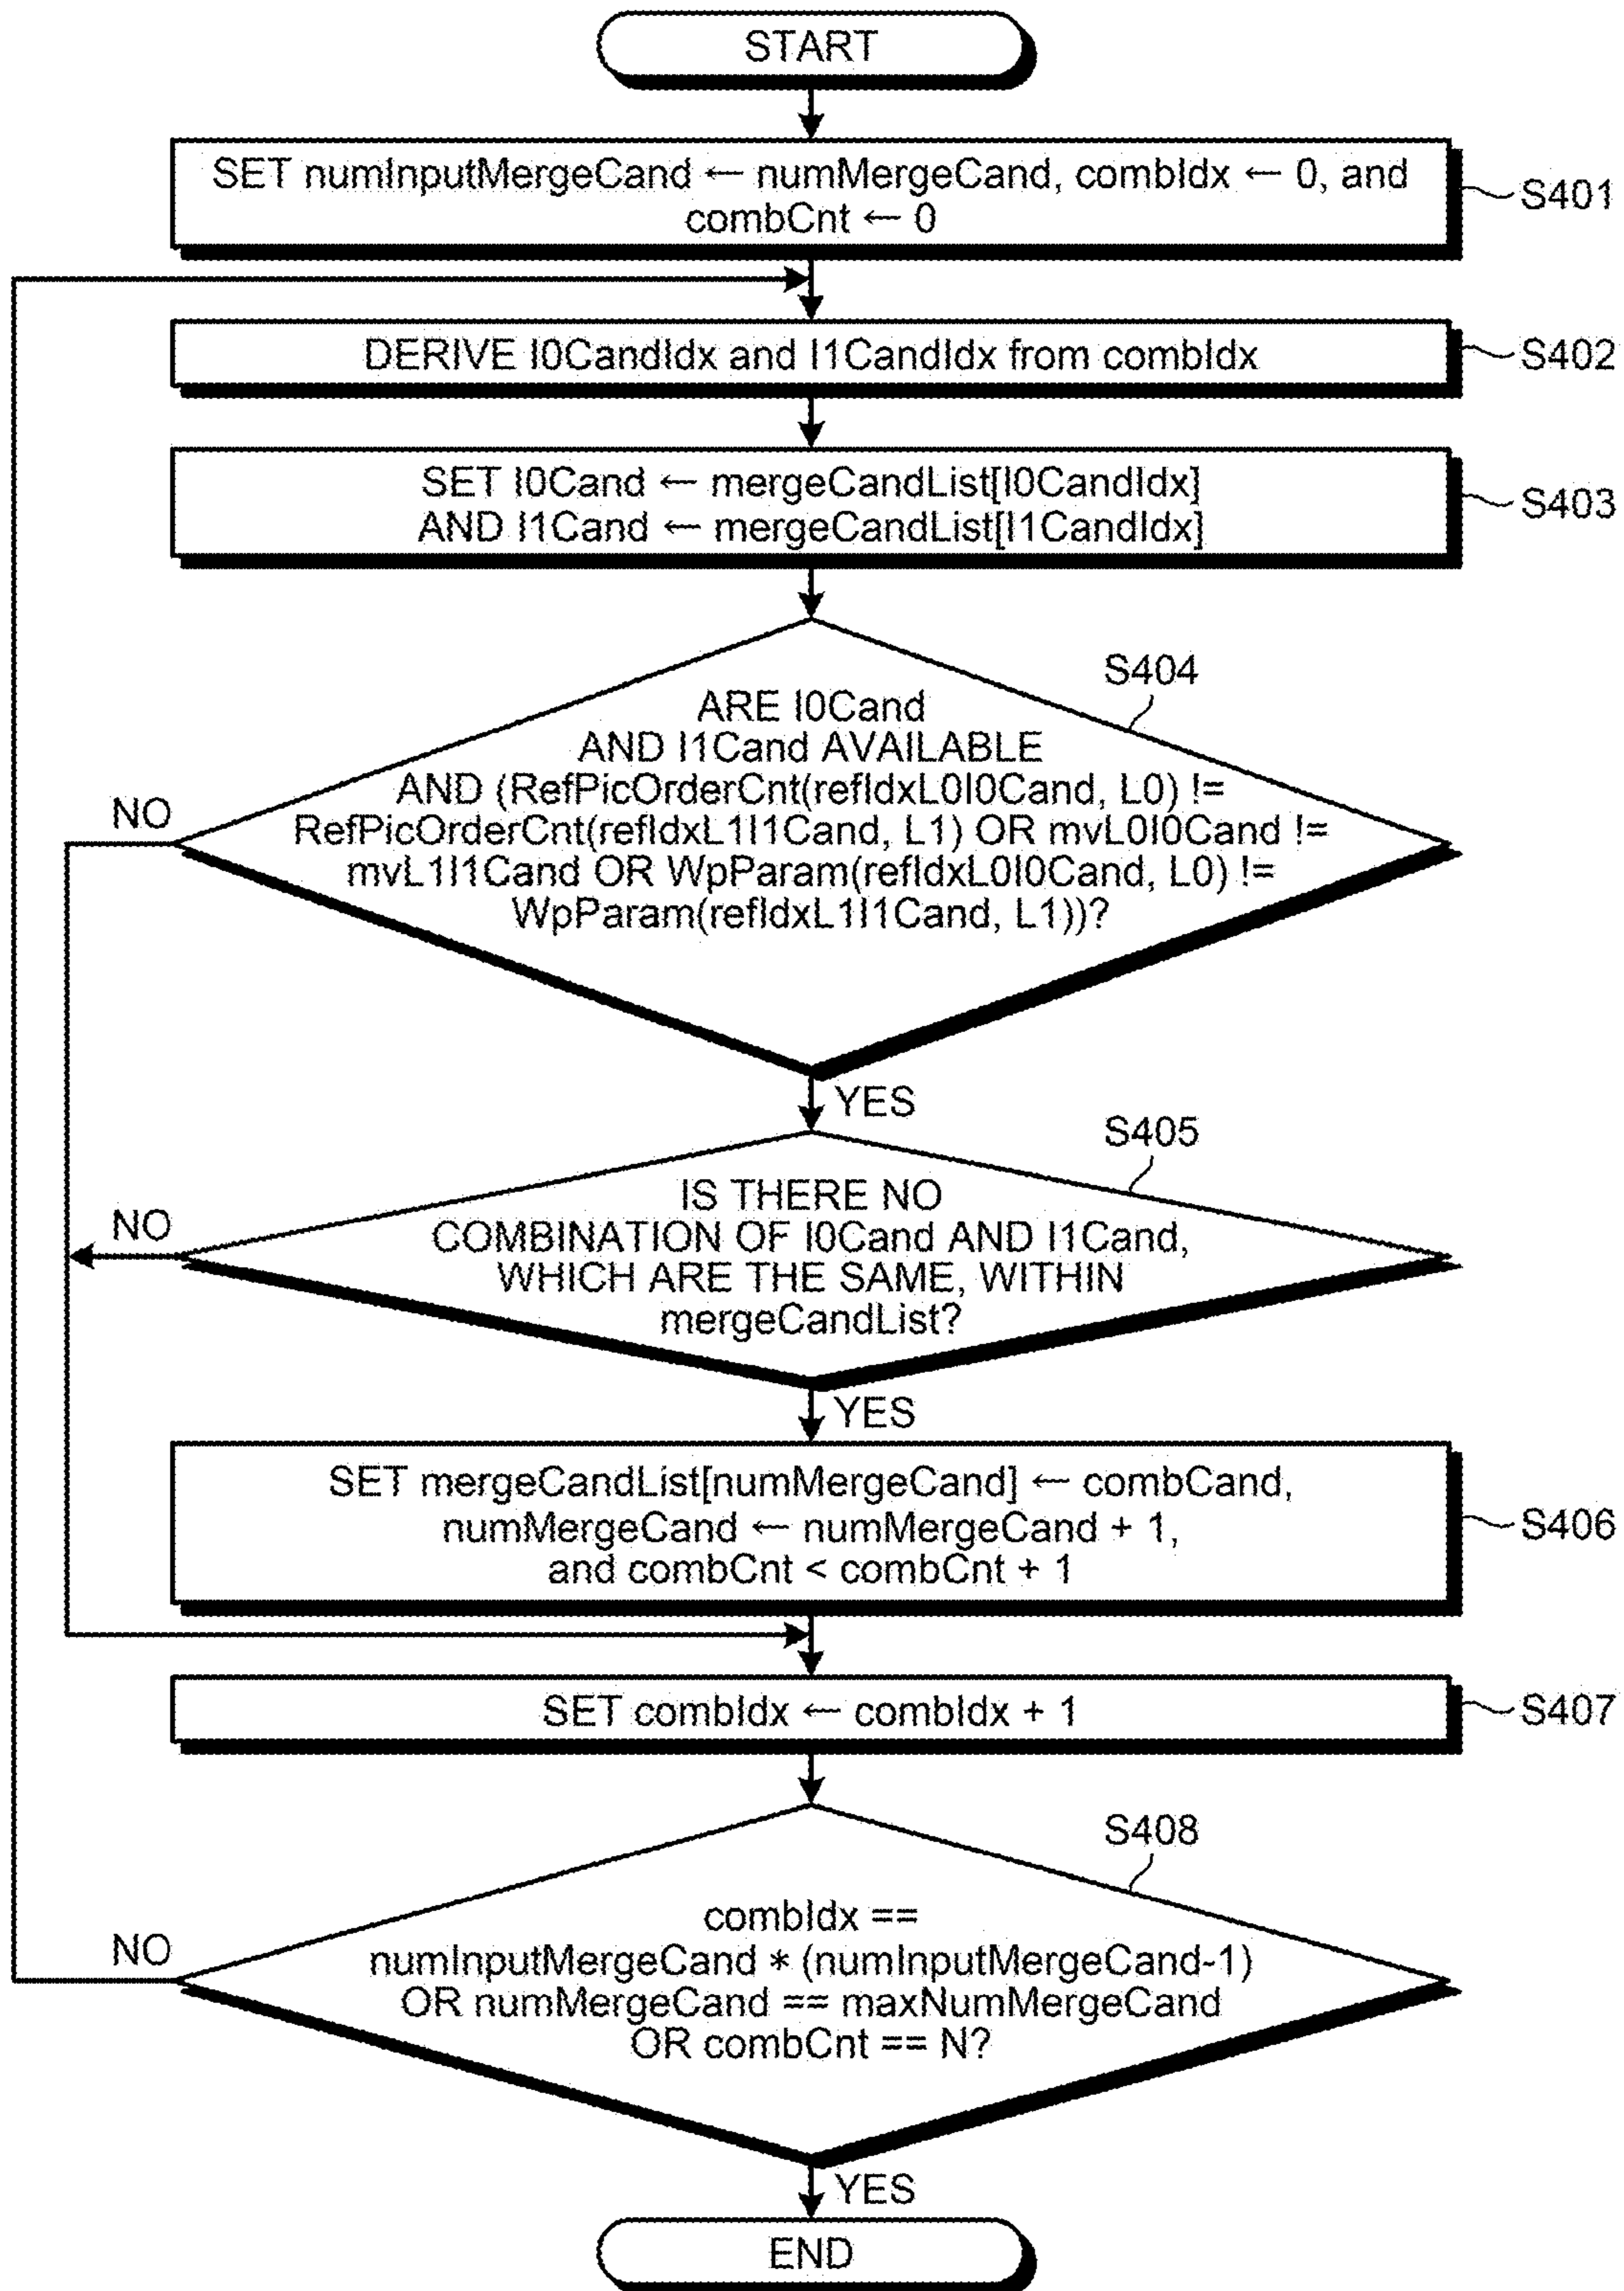 START
SET numInputMergeCand ← numMergeCand, combIdx ← 0, and
combCnt ← 0
S401
DERIVE l0CandIdx and l1CandIdx from combIdx
S402
SET l0Cand ← mergeCandList[l0CandIdx]
AND l1Cand ← mergeCandList[l1CandIdx]
S403
S404
ARE l0Cand
AND l1Cand AVAILABLE
AND (RefPicOrderCnt(refIdxL0l0Cand, L0) !=
RefPicOrderCnt(refIdxL1l1Cand, L1) OR mvL0l0Cand !=
mvL1l1Cand OR WpParam(refIdxL0l0Cand, L0) !=
WpParam(refIdxL1l1Cand, L1))?
NO
YES
S405
IS THERE NO
COMBINATION OF l0Cand AND l1Cand,
WHICH ARE THE SAME, WITHIN
mergeCandList?
NO
YES
SET mergeCandList[numMergeCand] ← combCand,
numMergeCand ← numMergeCand + 1,
and combCnt < combCnt + 1
S406
SET combIdx ← combIdx + 1
S407
S408
combIdx ==
numInputMergeCand * (numInputMergeCand-1)
OR numMergeCand == maxNumMergeCand
OR combCnt == N?
NO
YES
END